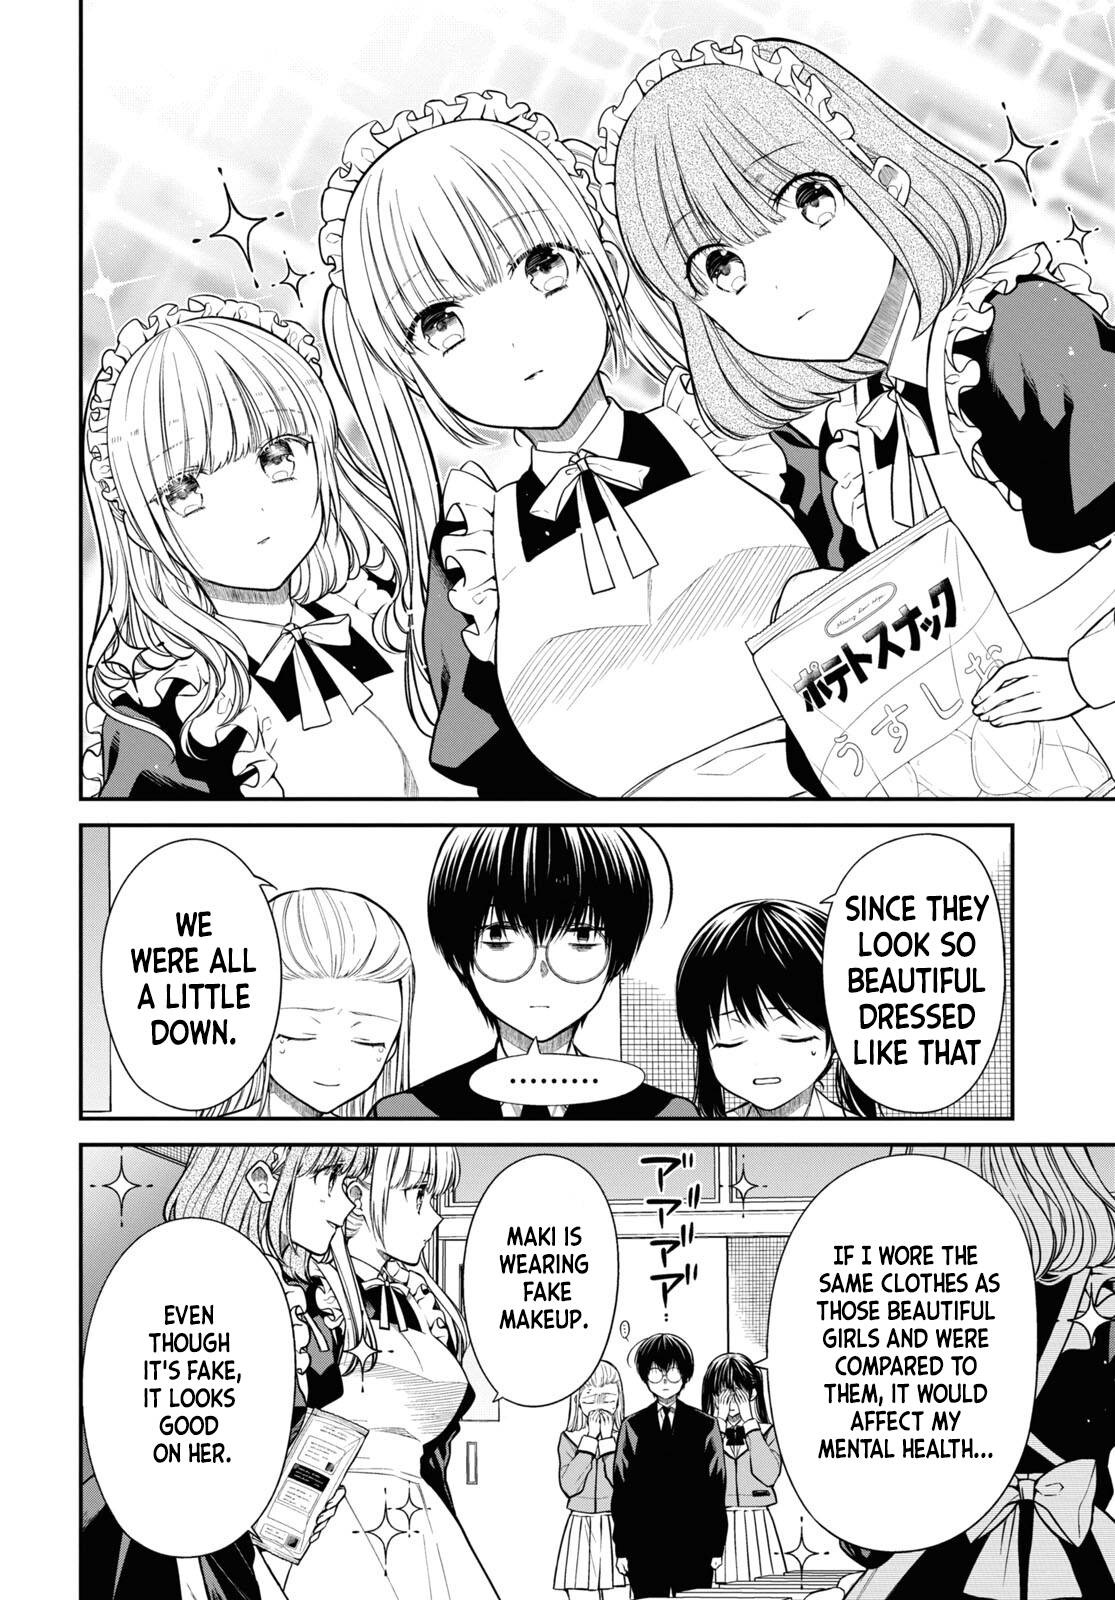 ポテトスナック
うすしお
SINCE THEY
LOOK SO
BEAUTIFUL
DRESSED
LIKE THAT
WE
WERE ALL
A LITTLE
DOWN.
.........
IF I WORE THE
SAME CLOTHES AS
THOSE BEAUTIFUL
GIRLS AND WERE
COMPARED TO
THEM, IT WOULD
AFFECT MY
MENTAL HEALTH...
アアアア゛...
MAKI IS
WEARING
FAKE
MAKEUP.
EVEN
THOUGH
IT'S FAKE,
IT LOOKS
GOOD
ON HER.